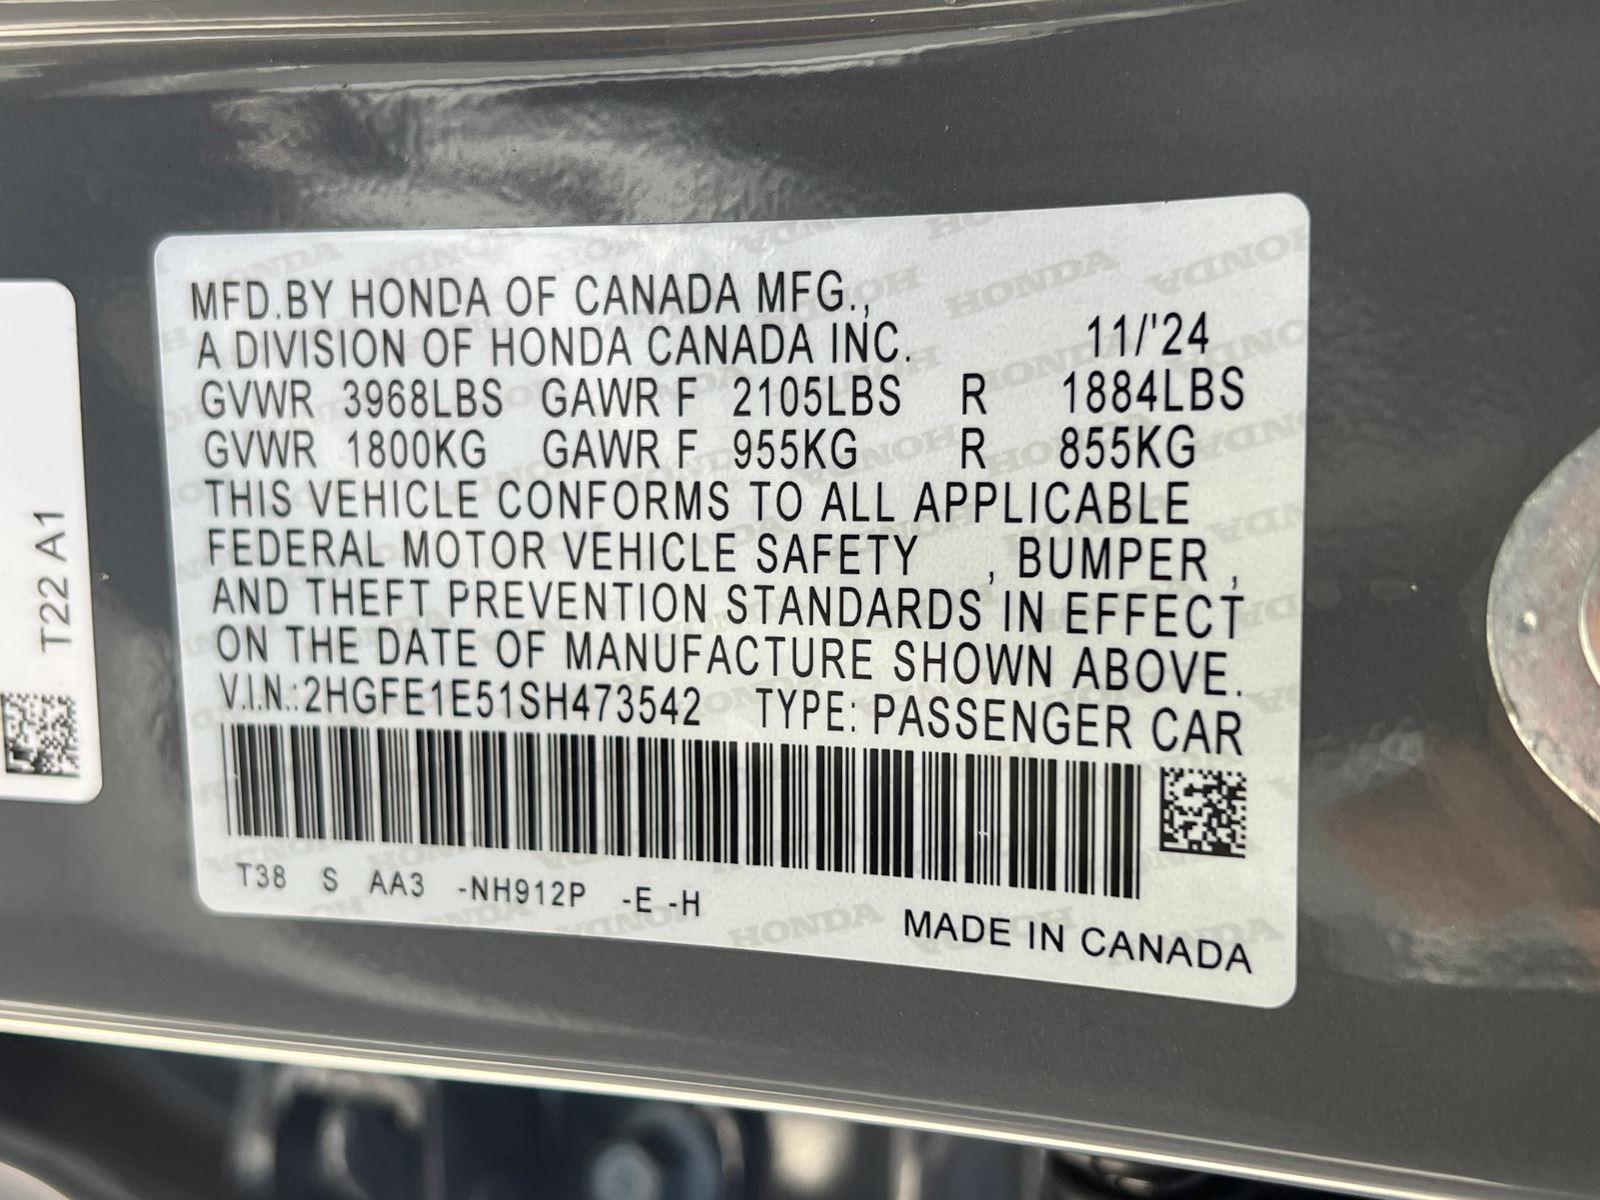 MFD.BY HONDA OF CANADA MFG.,
A DIVISION OF HONDA CANADA INC. 11/'24
GVWR 3968LBS GAWR F 2105LBS R 1884LBS
GVWR 1800KG GAWR F 955KG R 855KG
THIS VEHICLE CONFORMS TO ALL APPLICABLE
FEDERAL MOTOR VEHICLE SAFETY , BUMPER ,
AND THEFT PREVENTION STANDARDS IN EFFECT
ON THE DATE OF MANUFACTURE SHOWN ABOVE.
V.I.N.:2HGFE1E51SH473542 TYPE: PASSENGER CAR
T38 S AA3 -NH912P -E -H
MADE IN CANADA
T22 A1